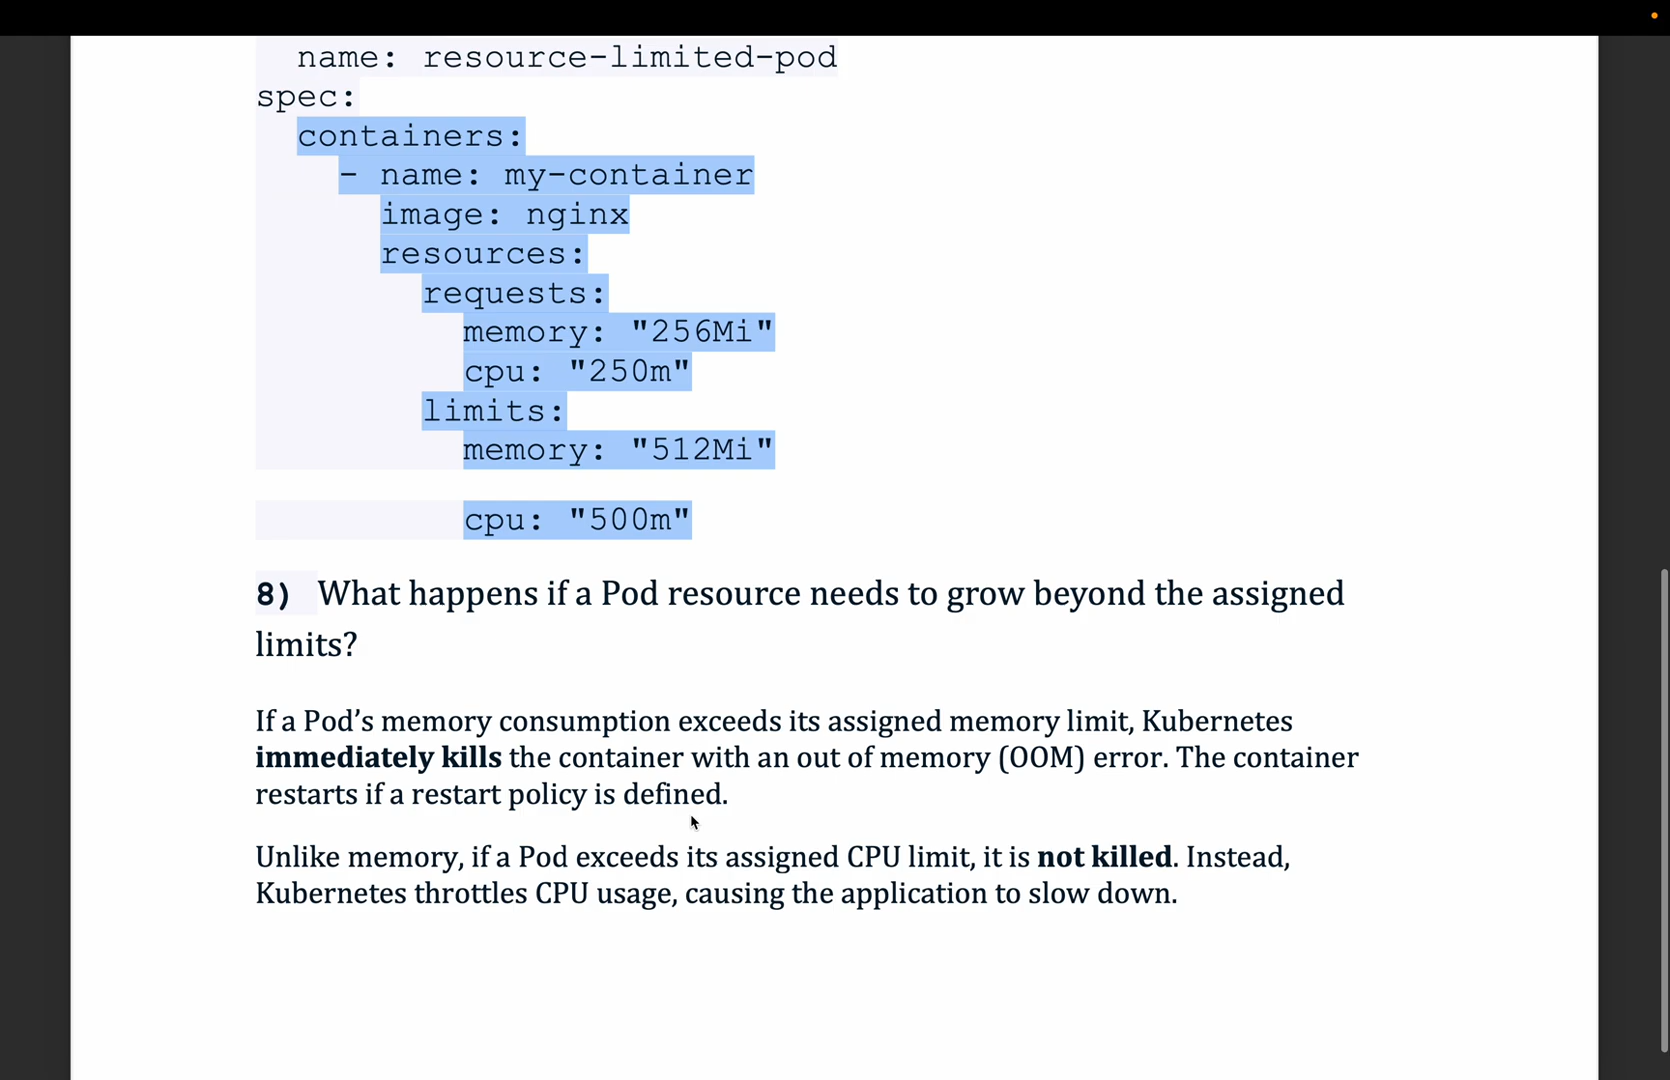 name: resource-limited-pod
spec:
containers:
- name: my-container
image: nginx
resources:
requests:
memory: "256Mi"
cpu: "250m"
limits:
memory: "512Mi"
cpu: "500m"
8) What happens if a Pod resource needs to grow beyond the assigned
limits?
If a Pod’s memory consumption exceeds its assigned memory limit, Kubernetes
immediately kills the container with an out of memory (OOM) error. The container
restarts if a restart policy is defined.
Unlike memory, if a Pod exceeds its assigned CPU limit, it is not killed. Instead,
Kubernetes throttles CPU usage, causing the application to slow down.